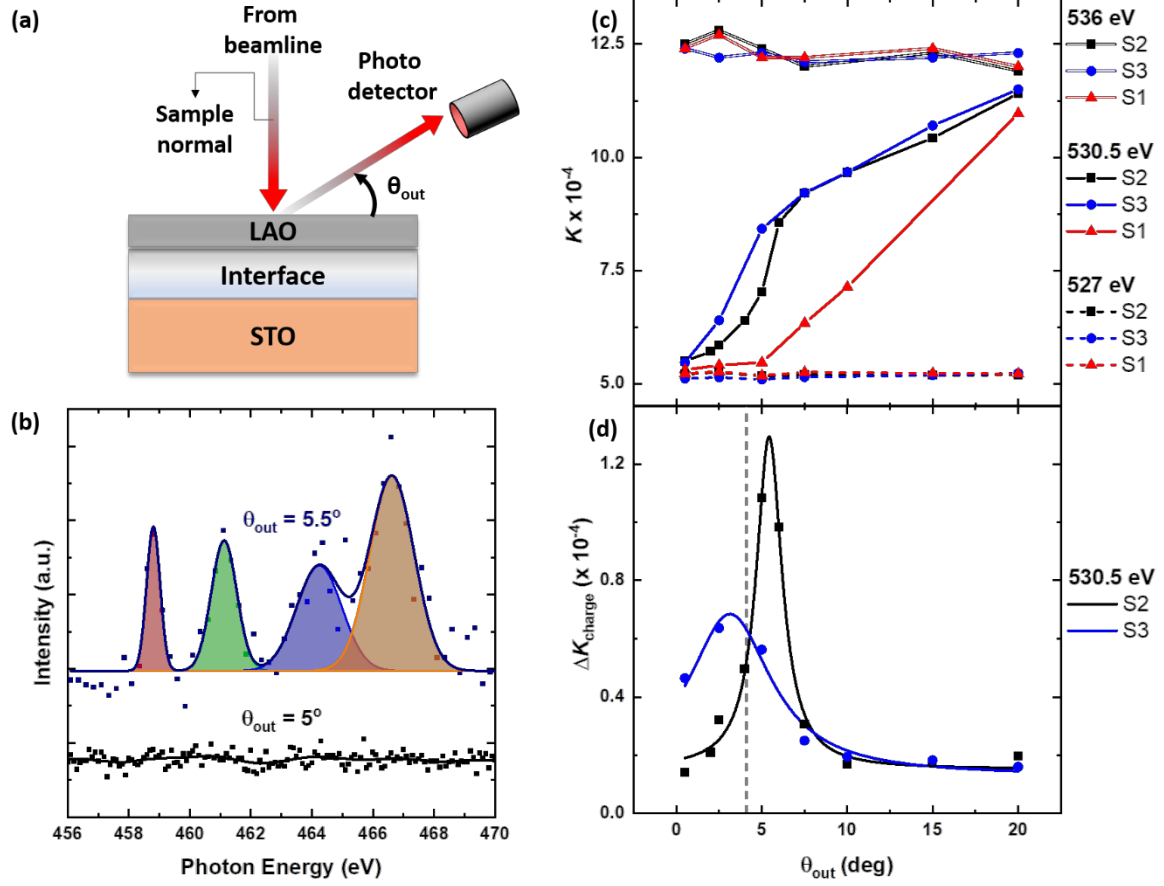 (a)
From
beamline
Photo
detector
Sample
normal
θout
LAO
Interface
STO
(b)
θout = 5.5º
θout = 5º
Intensity (a.u.)
456 458 460 462 464 466 468 470
Photon Energy (eV)
(c)
12.5
10.0
7.5
5.0
K x 10-4
536 eV
S2
S3
S1
530.5 eV
S2
S3
S1
527 eV
S2
S3
S1
(d)
1.2
0.8
0.4
0.0
ΔKcharge (x 10-4)
0 5 10 15 20
θout (deg)
530.5 eV
S2
S3